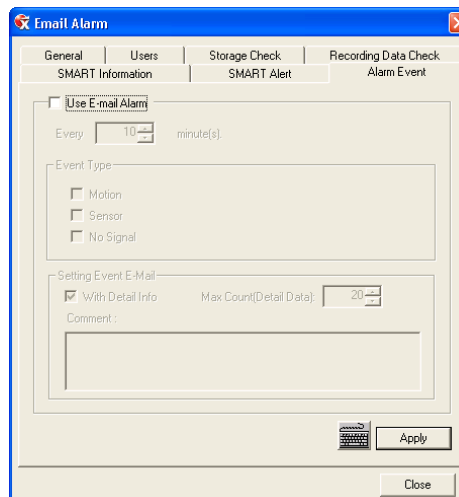 Email Alarm
General Users Storage Check Recording Data Check
SMART Information SMART Alert Alarm Event
Use E-mail Alarm
Every 10 minute(s).
Event Type
Motion
Sensor
No Signal
Setting Event E-Mail
With Detail Info Max Count(Detail Data): 20
Comment :
Apply
Close